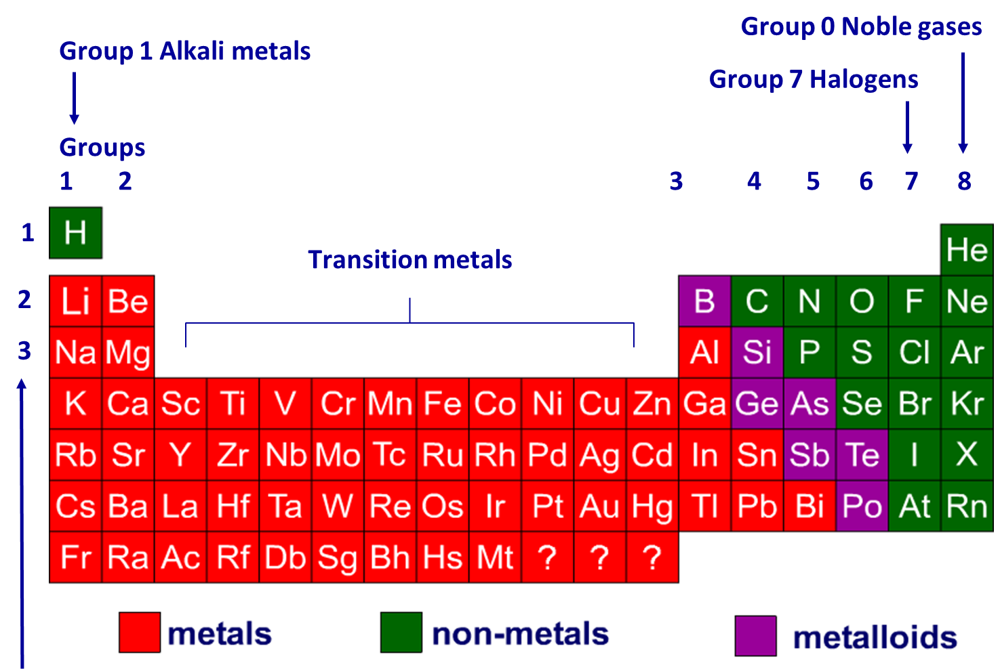 Group 0 Noble gases
Group 1 Alkali metals
Group 7 Halogens
Groups
1 2 3 4 5 6 7 8
1 H He
Transition metals
2 Li Be B C N O F Ne
3 Na Mg Al Si P S Cl Ar
K Ca Sc Ti V Cr Mn Fe Co Ni Cu Zn Ga Ge As Se Br Kr
Rb Sr Y Zr Nb Mo Tc Ru Rh Pd Ag Cd In Sn Sb Te I X
Cs Ba La Hf Ta W Re Os Ir Pt Au Hg Tl Pb Bi Po At Rn
Fr Ra Ac Rf Db Sg Bh Hs Mt ? ? ?
metals non-metals metalloids